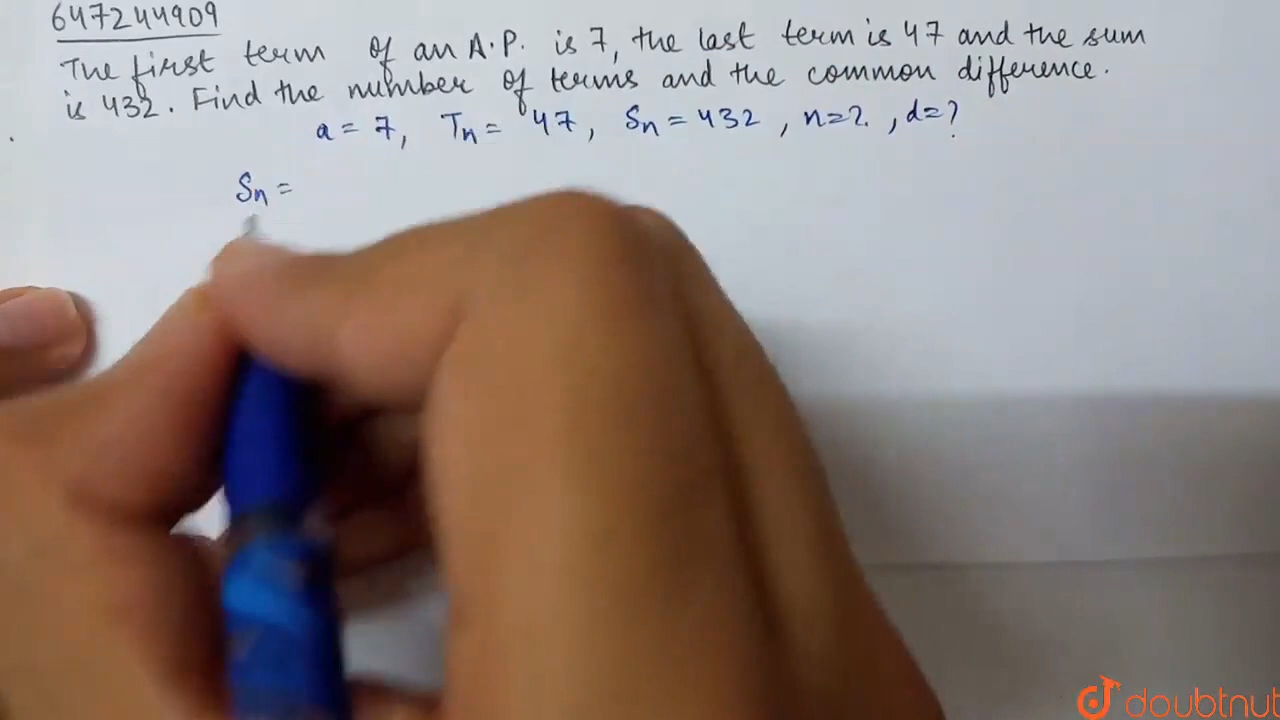 647244909
The first term of an A.P. is 7, the last term is 47 and the sum
is 432. Find the number of terms and the common difference.
a = 7, Tn = 47, Sn = 432, n=?, d=?
Sn =
doubtnut